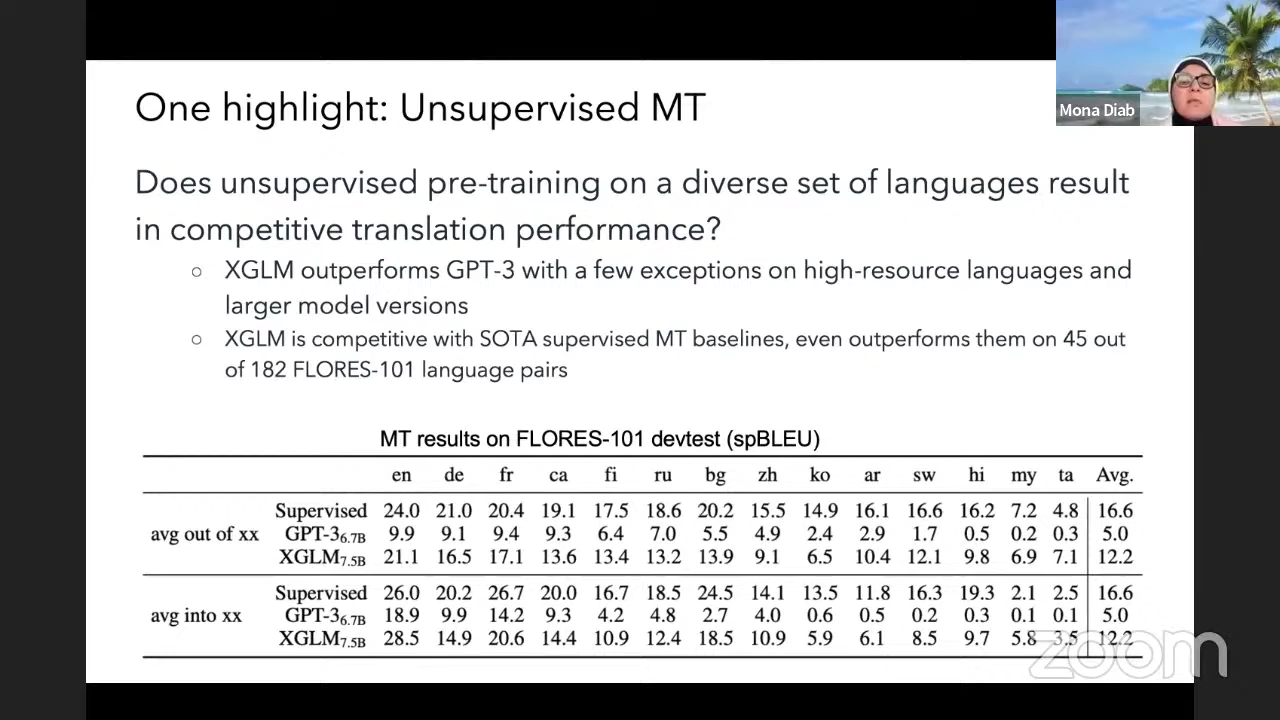 One highlight: Unsupervised MT
Mona Diab
Does unsupervised pre-training on a diverse set of languages result
in competitive translation performance?
○ XGLM outperforms GPT-3 with a few exceptions on high-resource languages and
larger model versions
○ XGLM is competitive with SOTA supervised MT baselines, even outperforms them on 45 out
of 182 FLORES-101 language pairs
MT results on FLORES-101 devtest (spBLEU)
en de fr ca fi ru bg zh ko ar sw hi my ta Avg.
Supervised 24.0 21.0 20.4 19.1 17.5 18.6 20.2 15.5 14.9 16.1 16.6 16.2 7.2 4.8 16.6
avg out of xx GPT-36.7B 9.9 9.1 9.4 9.3 6.4 7.0 5.5 4.9 2.4 2.9 1.7 0.5 0.2 0.3 5.0
XGLM7.5B 21.1 16.5 17.1 13.6 13.4 13.2 13.9 9.1 6.5 10.4 12.1 9.8 6.9 7.1 12.2
Supervised 26.0 20.2 26.7 20.0 16.7 18.5 24.5 14.1 13.5 11.8 16.3 19.3 2.1 2.5 16.6
avg into xx GPT-36.7B 18.9 9.9 14.2 9.3 4.2 4.8 2.7 4.0 0.6 0.5 0.2 0.3 0.1 0.1 5.0
XGLM7.5B 28.5 14.9 20.6 14.4 10.9 12.4 18.5 10.9 5.9 6.1 8.5 9.7 5.8 3.5 12.2
zoom